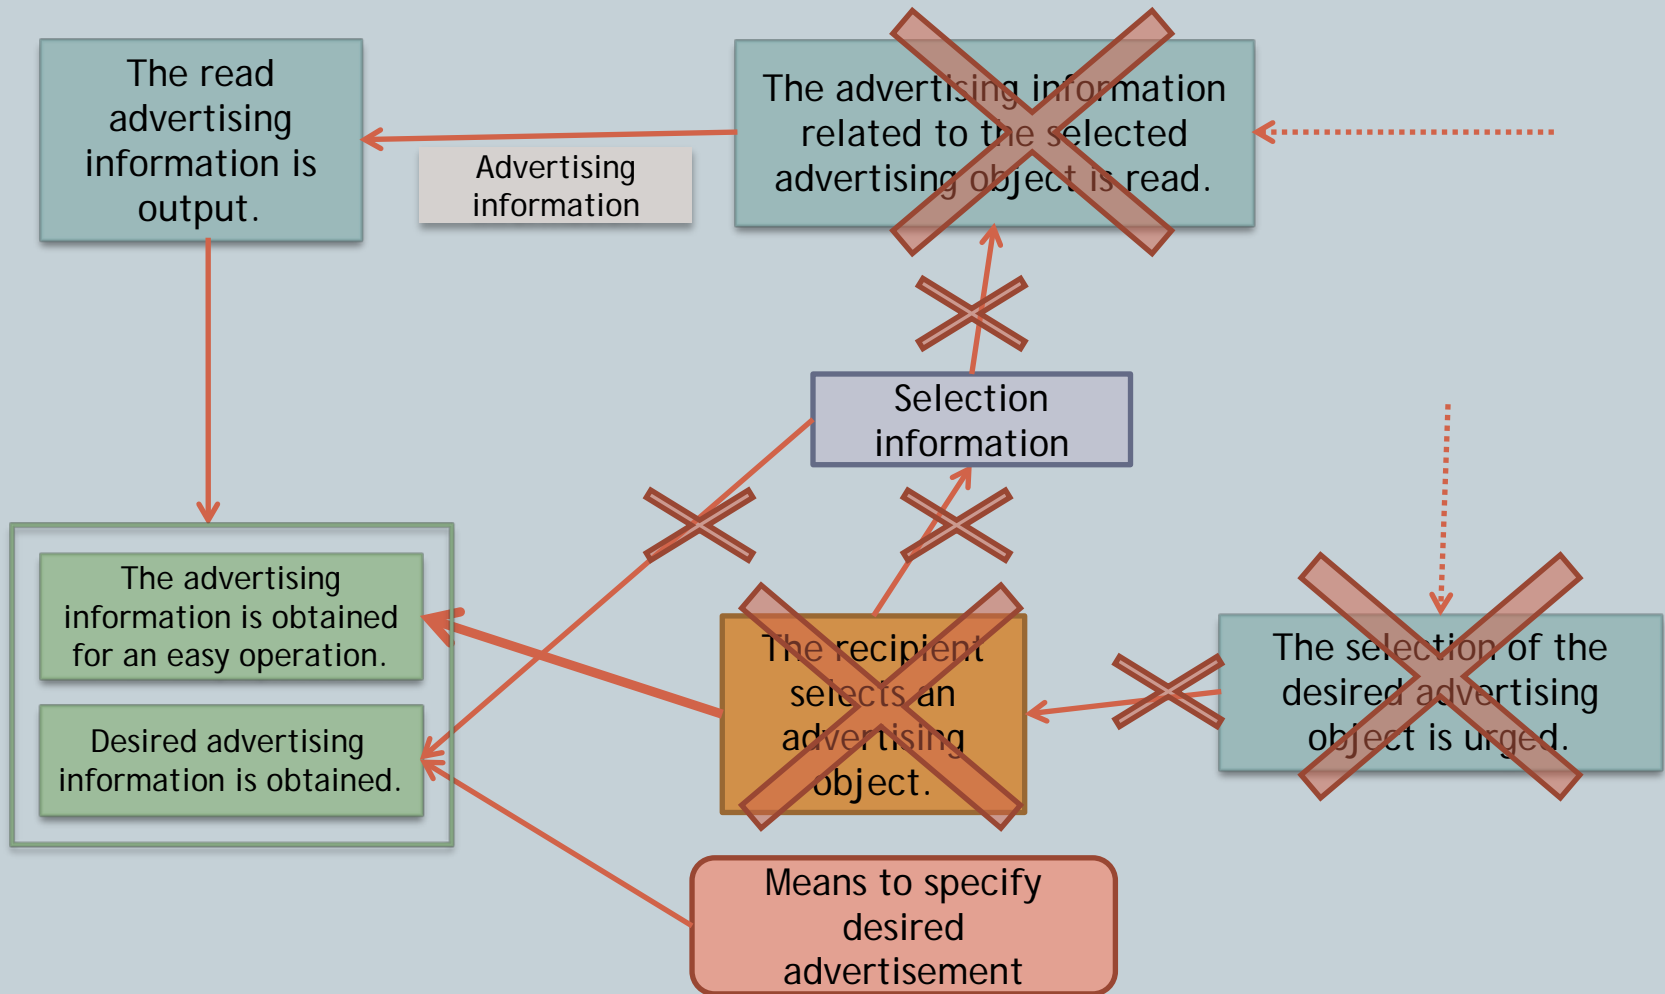 The read
advertising
information is
output.
Advertising
information
The advertising information
related to the selected
advertising object is read.
Selection
information
The advertising
information is obtained
for an easy operation.
Desired advertising
information is obtained.
The recipient
selects an
advertising
object.
The selection of the
desired advertising
object is urged.
Means to specify
desired
advertisement